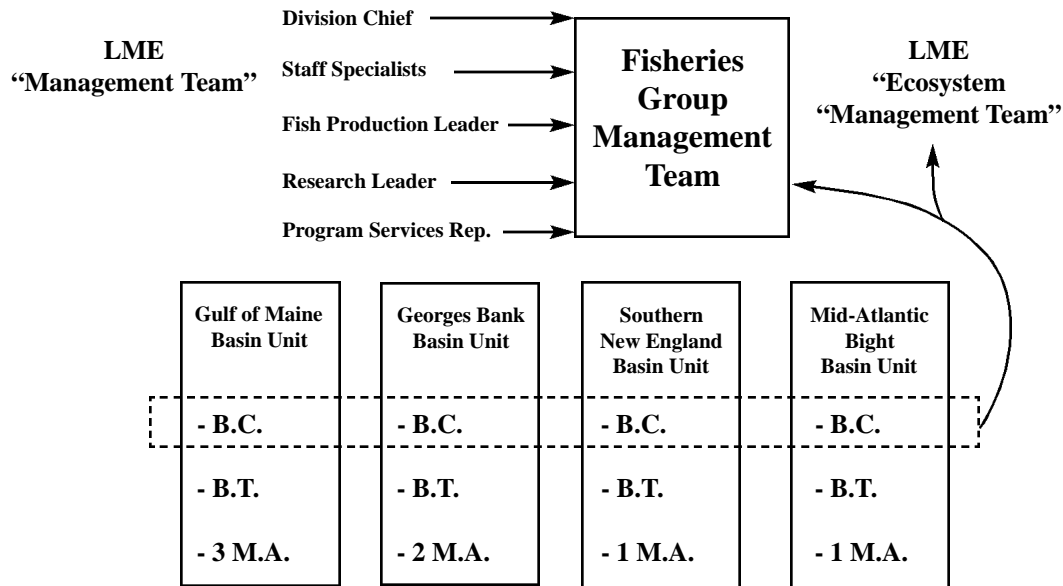 LME
“Management Team”
Division Chief
Staff Specialists
Fish Production Leader
Research Leader
Program Services Rep.
Fisheries
Group
Management
Team
LME
“Ecosystem
“Management Team”
Gulf of Maine
Basin Unit
- B.C.
- B.T.
- 3 M.A.
Georges Bank
Basin Unit
- B.C.
- B.T.
- 2 M.A.
Southern
New England
Basin Unit
- B.C.
- B.T.
- 1 M.A.
Mid-Atlantic
Bight
Basin Unit
- B.C.
- B.T.
- 1 M.A.